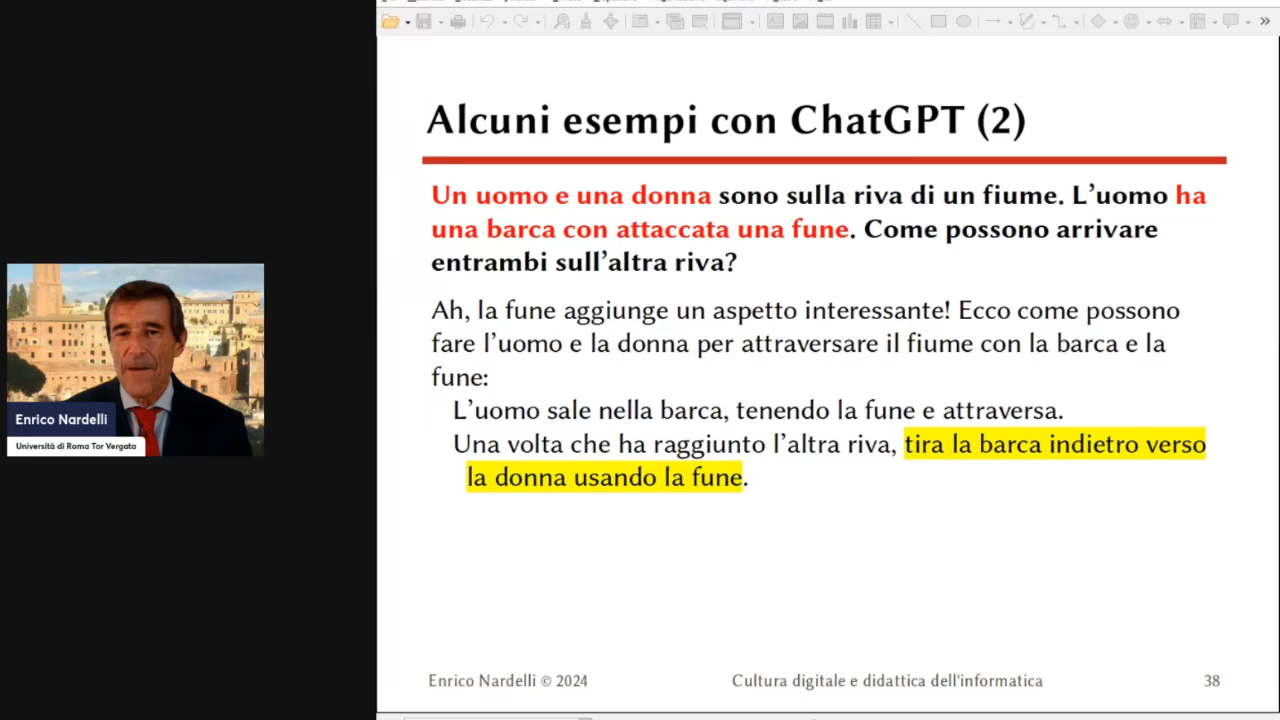 Alcuni esempi con ChatGPT (2)
Un uomo e una donna sono sulla riva di un fiume. L’uomo ha
una barca con attaccata una fune. Come possono arrivare
entrambi sull’altra riva?
Ah, la fune aggiunge un aspetto interessante! Ecco come possono
fare l’uomo e la donna per attraversare il fiume con la barca e la
fune:
L’uomo sale nella barca, tenendo la fune e attraversa.
Una volta che ha raggiunto l’altra riva, tira la barca indietro verso
la donna usando la fune.
Enrico Nardelli
Università di Roma Tor Vergata
Enrico Nardelli © 2024
Cultura digitale e didattica dell'informatica
38